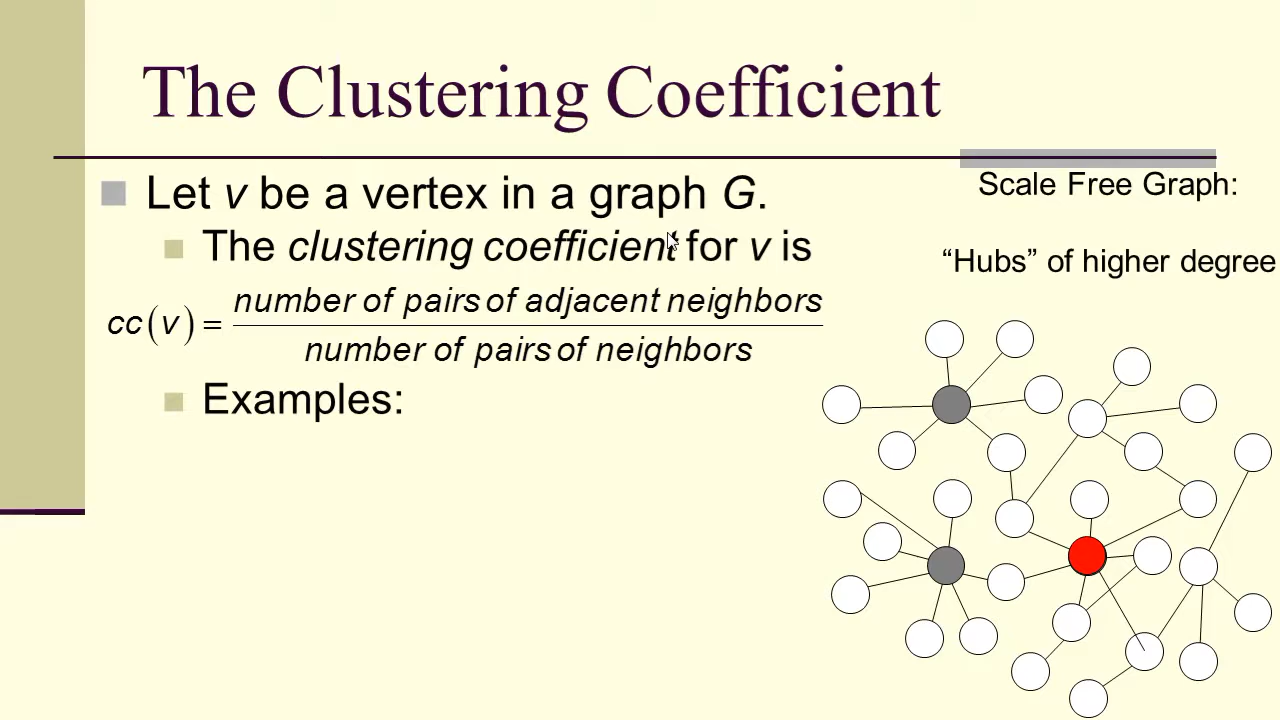 The Clustering Coefficient
Let v be a vertex in a graph G.
The clustering coefficient for v is
cc(v) = number of pairs of adjacent neighbors
number of pairs of neighbors
Examples:
Scale Free Graph:
“Hubs” of higher degree